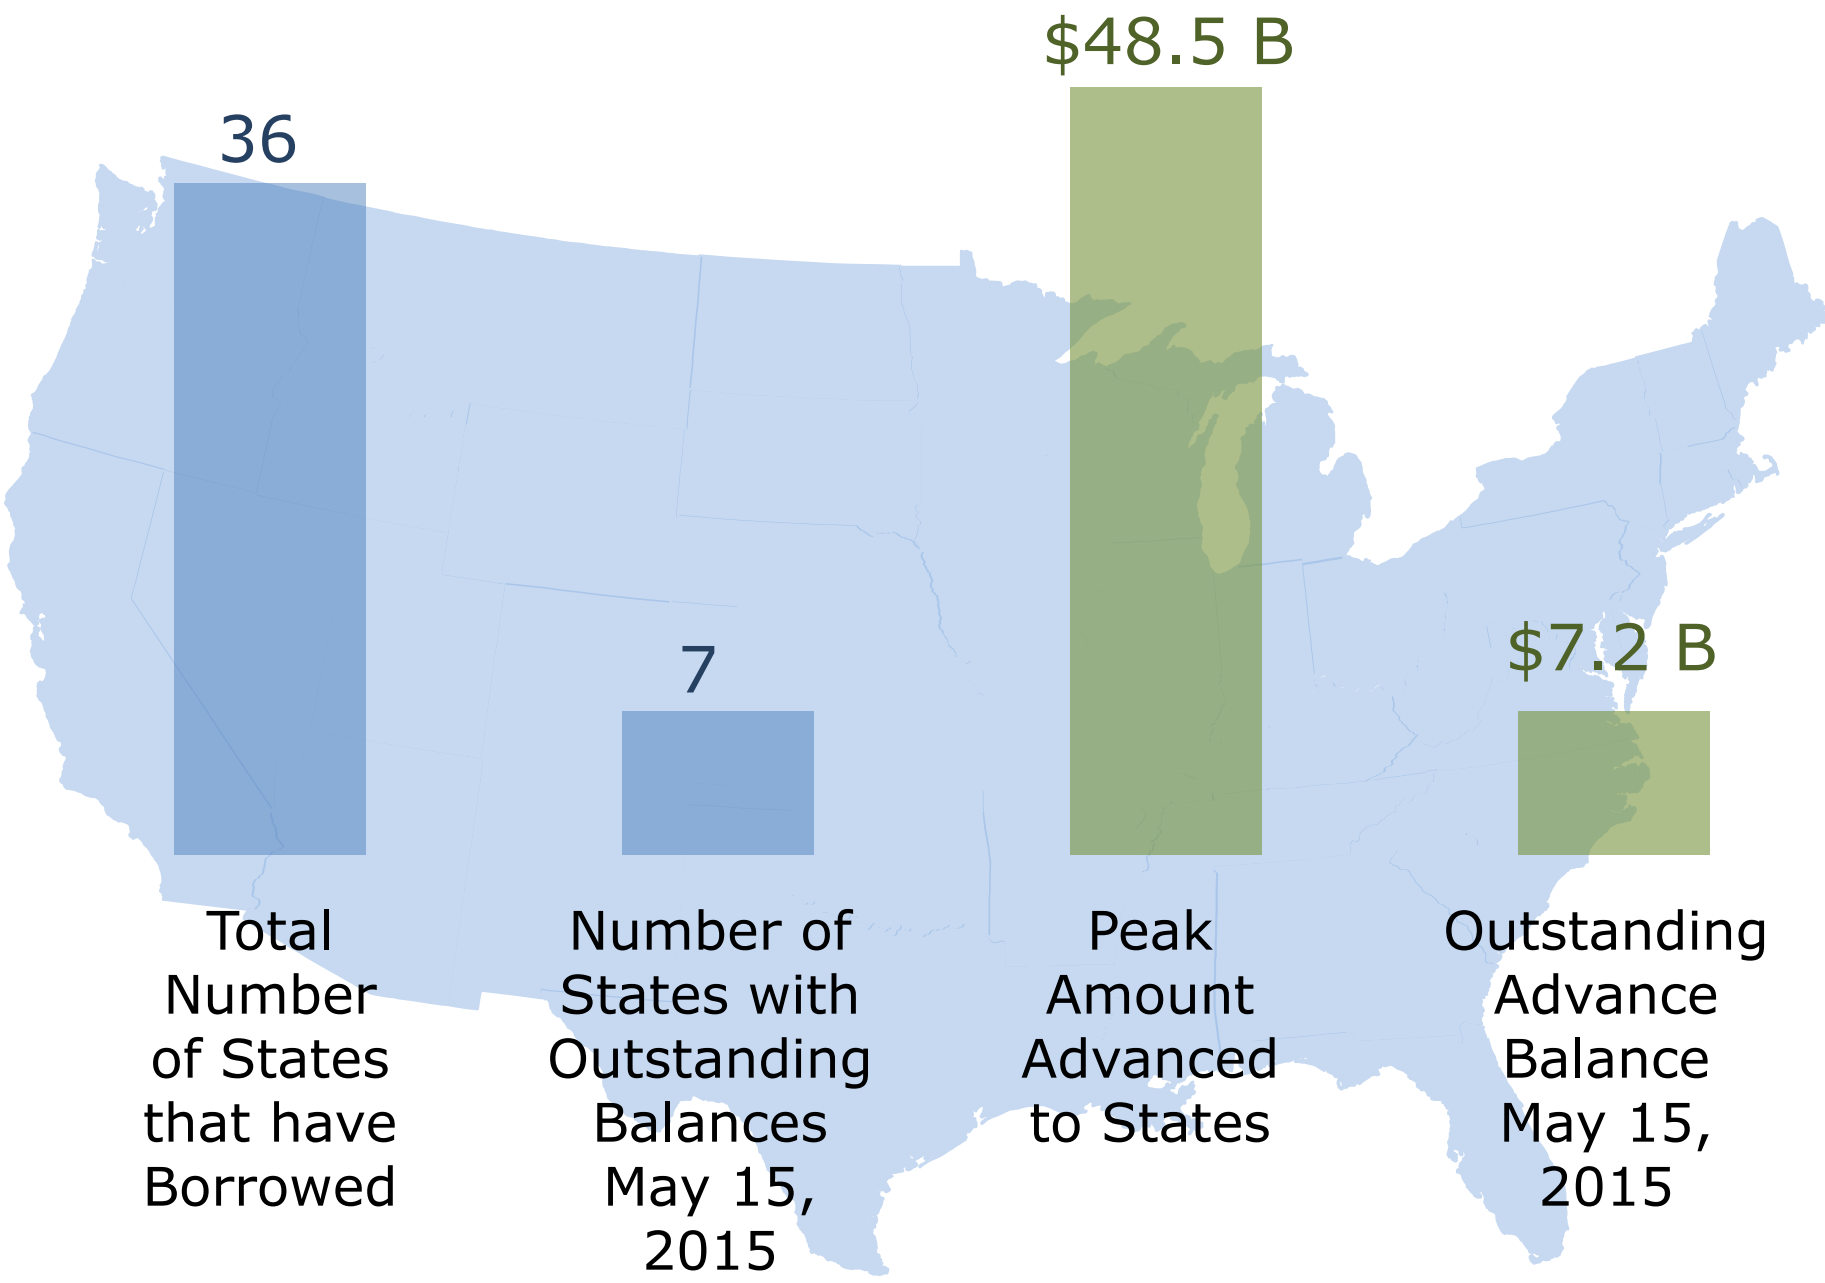 36
Total
Number
of States
that have
Borrowed
7
Number of
States with
Outstanding
Balances
May 15,
2015
$48.5 B
Peak
Amount
Advanced
to States
$7.2 B
Outstanding
Advance
Balance
May 15,
2015